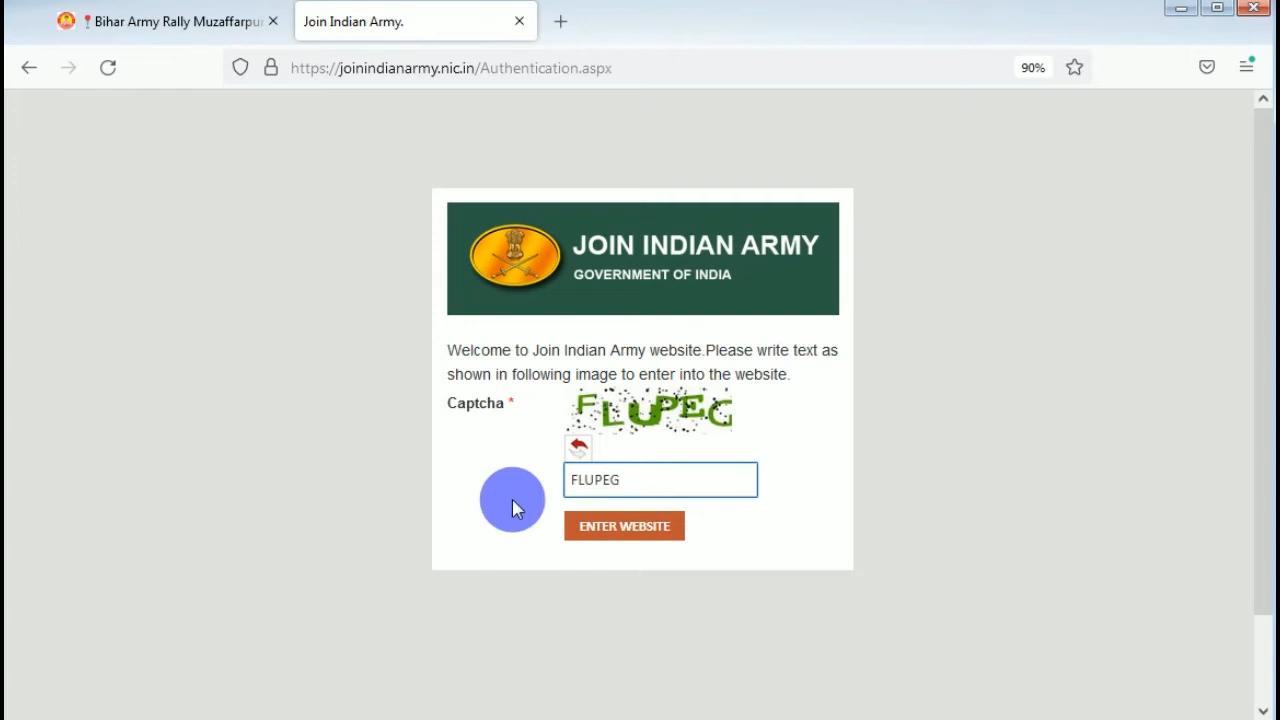 📍Bihar Army Rally Muzaffarpur
Join Indian Army.
https://joinindianarmy.nic.in/Authentication.aspx
90%
JOIN INDIAN ARMY
GOVERNMENT OF INDIA
Welcome to Join Indian Army website.Please write text as
shown in following image to enter into the website.
Captcha *
FLUPEG
FLUPEG
ENTER WEBSITE